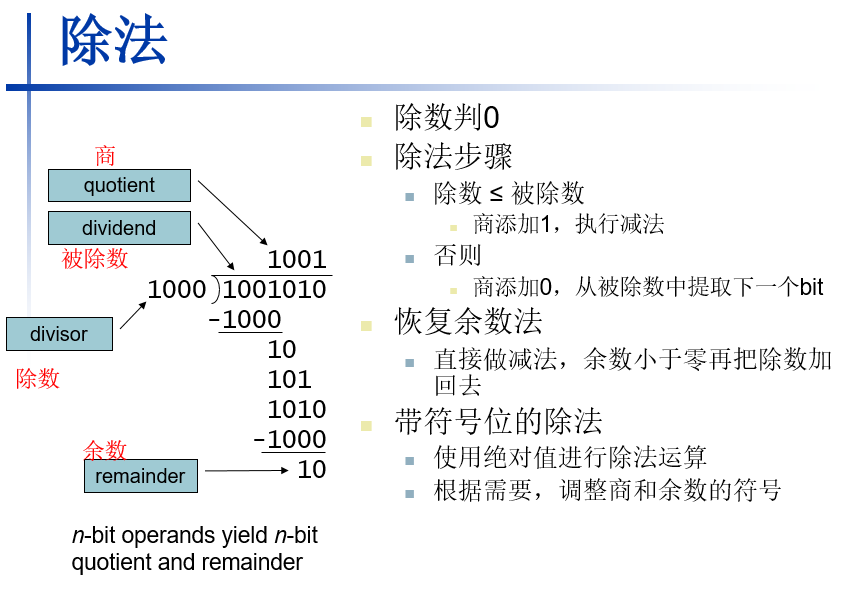 除法
商
quotient
dividend
被除数
1001
1000 )1001010
-1000
divisor
10
除数
101
1010
-1000
余数
remainder
10
n-bit operands yield n-bit
quotient and remainder
除数判0
除法步骤
除数 ≤ 被除数
商添加1，执行减法
否则
商添加0，从被除数中提取下一个bit
恢复余数法
直接做减法，余数小于零再把除数加
回去
带符号位的除法
使用绝对值进行除法运算
根据需要，调整商和余数的符号